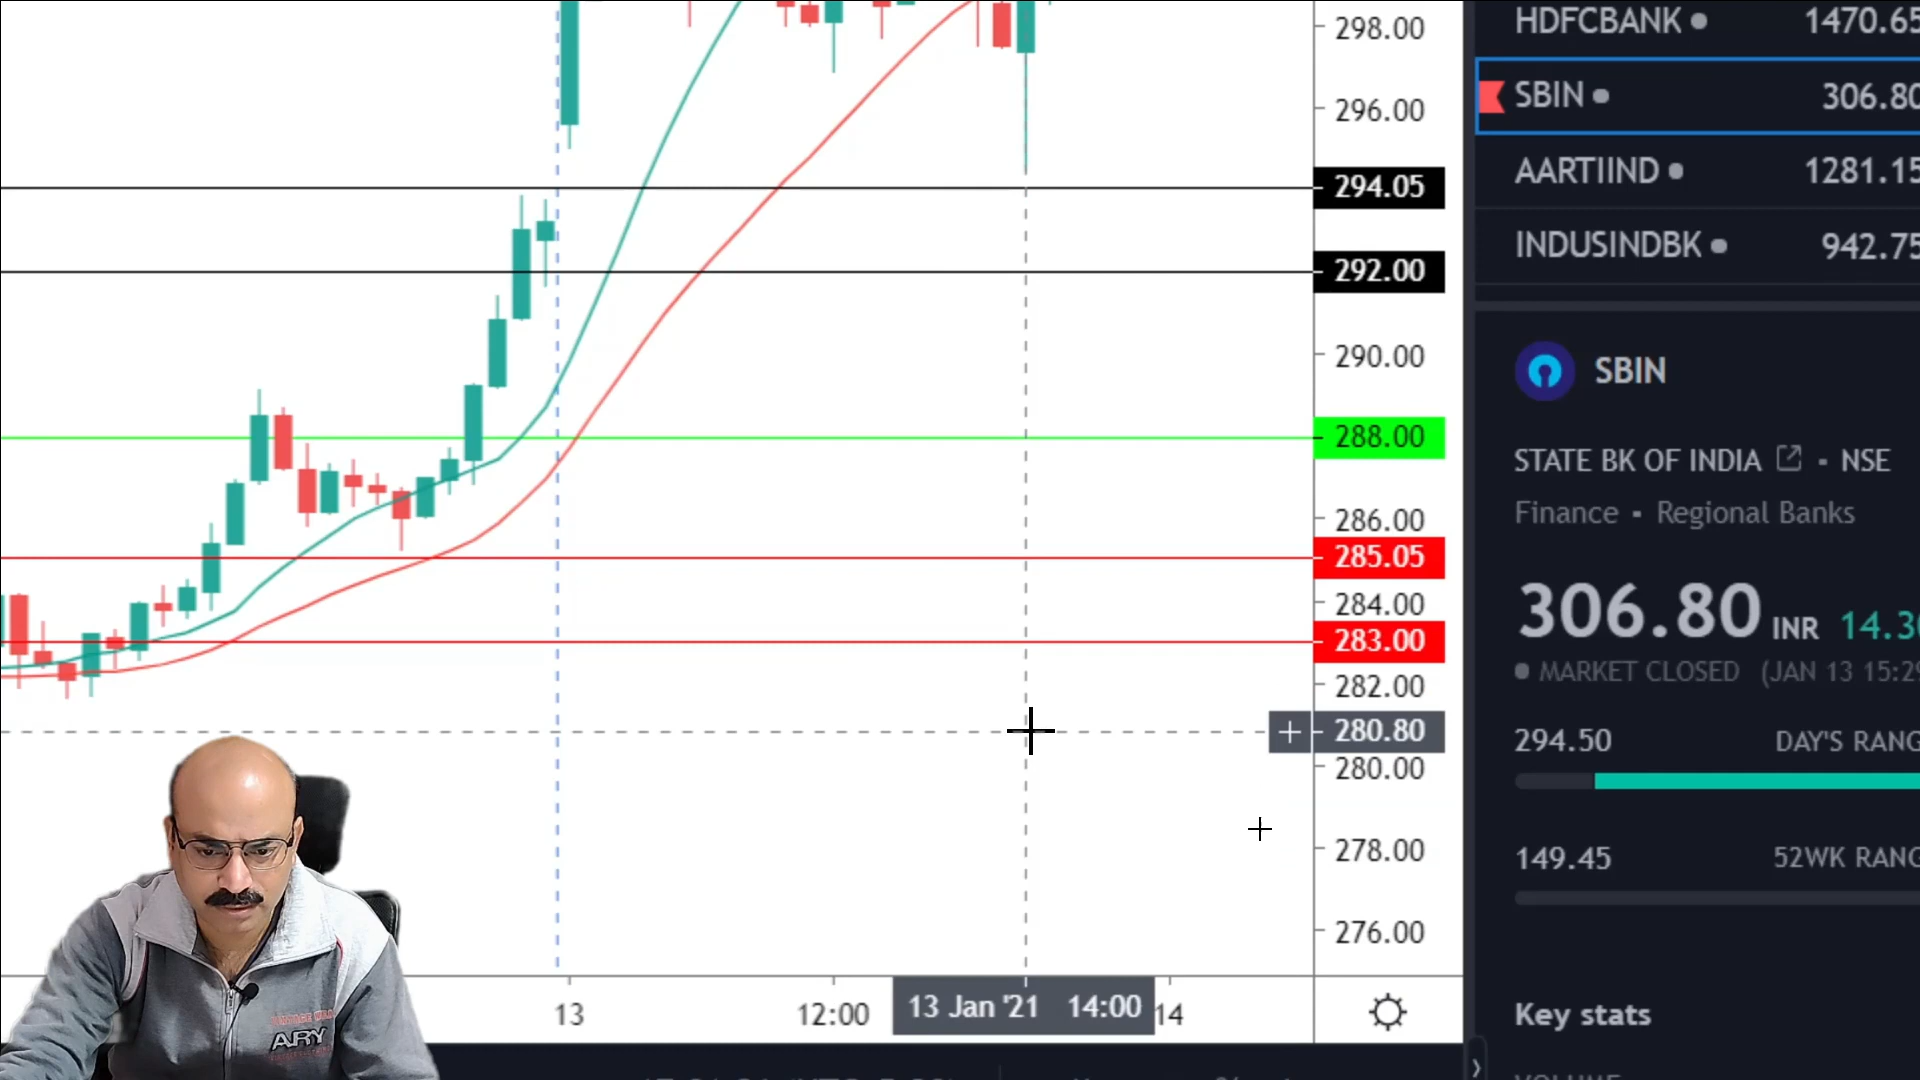 298.00
296.00
294.05
292.00
290.00
288.00
286.00
285.05
284.00
283.00
282.00
280.80
280.00
278.00
276.00
13
12:00
13 Jan '21 14:00
14
HDFCBANK 1470.65
SBIN 306.80
AARTIIND 1281.15
INDUSINDBK 942.75
SBIN
STATE BK OF INDIA NSE
Finance Regional Banks
306.80 INR 14.30
MARKET CLOSED (JAN 13 15:29
294.50 DAY'S RANG
149.45 52WK RANG
Key stats
ARY